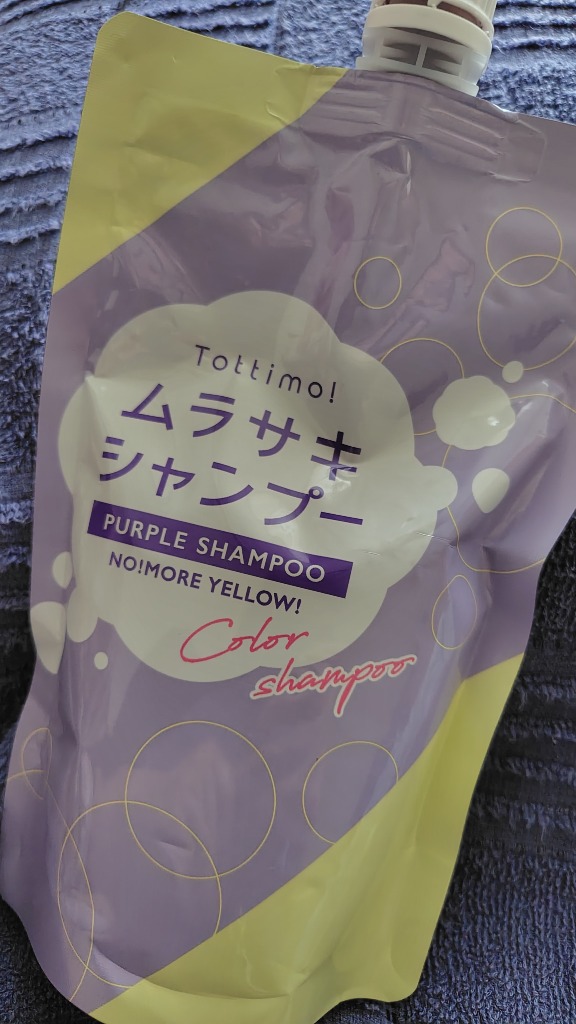 Tottimo!
ムラサキ
シャンプー
PURPLE SHAMPOO
NO!MORE YELLOW!
Color
shampoo